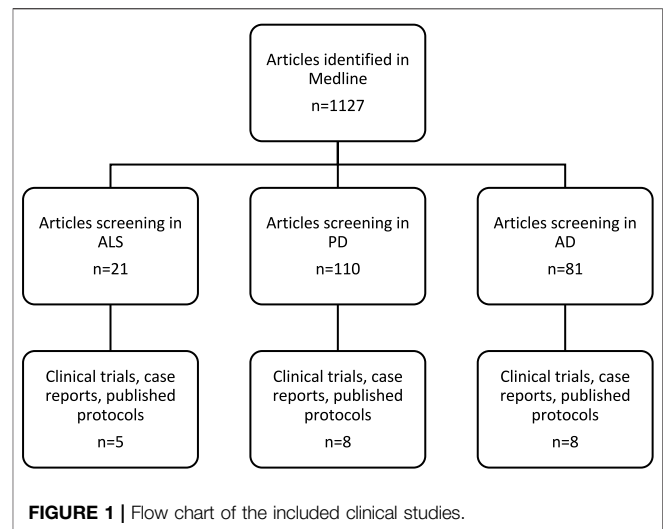 Articles identified in
Medline
n=1127
Articles screening in
ALS
n=21
Articles screening in
PD
n=110
Articles screening in
AD
n=81
Clinical trials, case
reports, published
protocols
n=5
Clinical trials, case
reports, published
protocols
n=8
Clinical trials, case
reports, published
protocols
n=8
FIGURE 1 | Flow chart of the included clinical studies.